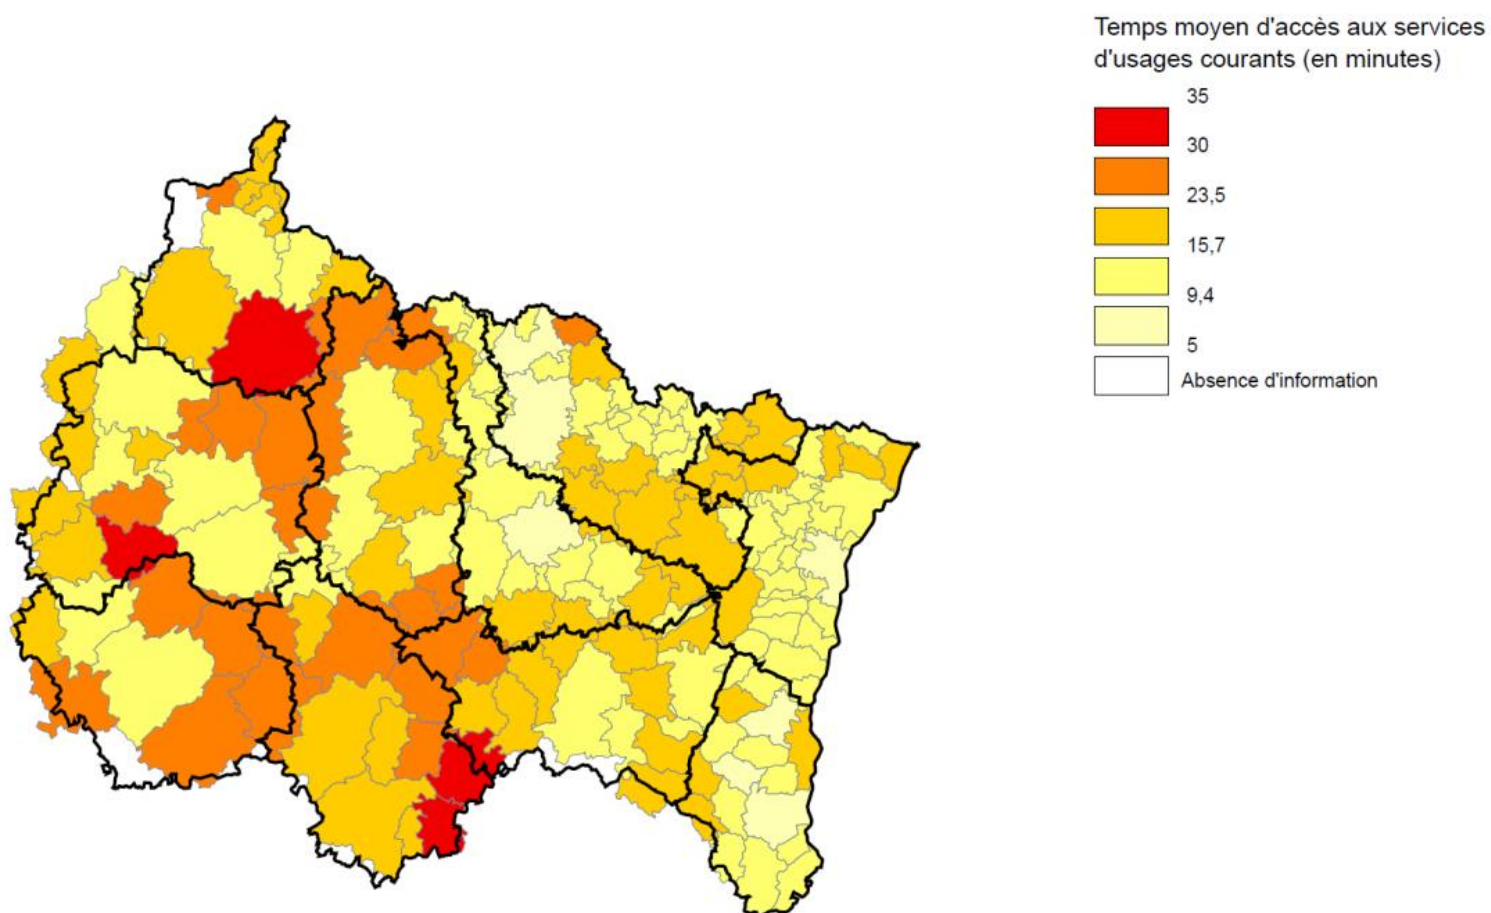 Temps moyen d'accès aux services
d'usages courants (en minutes)
35
30
23,5
15,7
9,4
5
Absence d'information